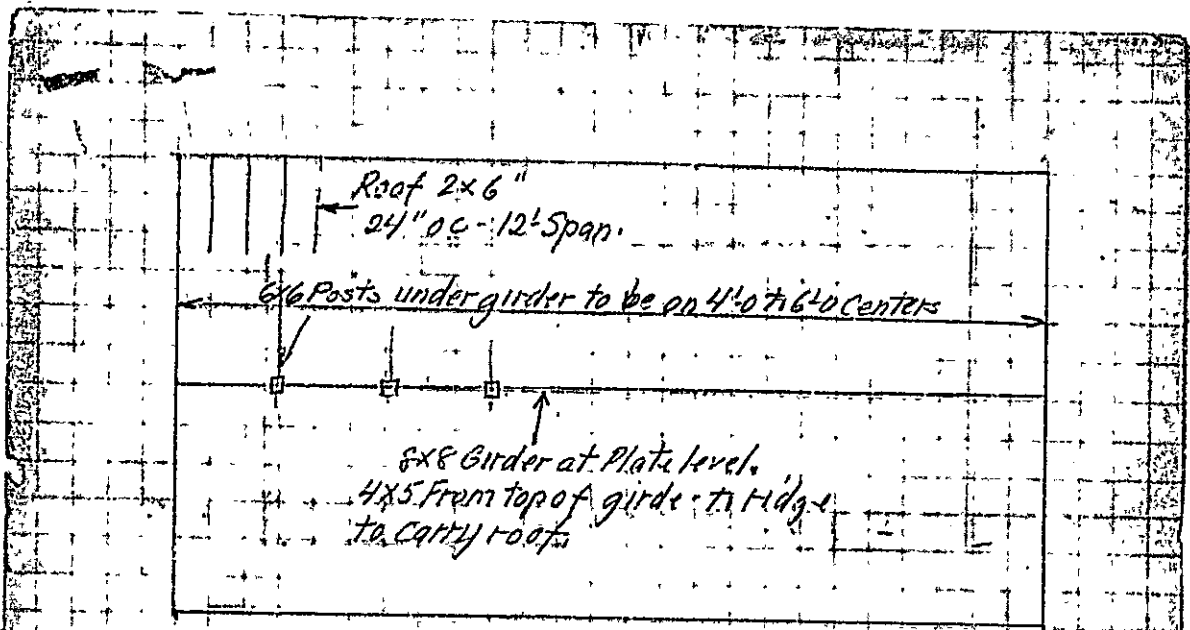 Roof 2x6"
24" oc - 12' Span.
6x6 Posts under girder to be on 4'-0 to 6'-0 Centers
8x8 Girder at Plate level.
4x5 From top of girder to ridge
to carry roof.